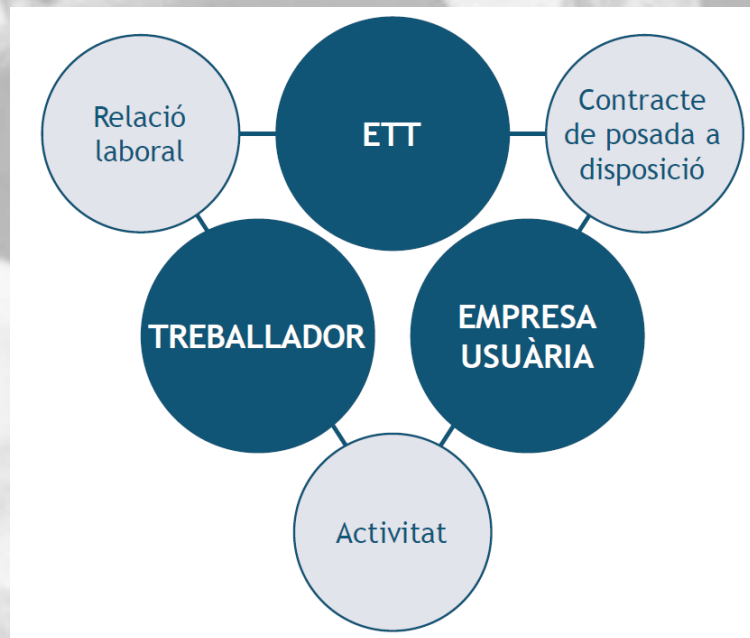 Relació
laboral
ETT
Contracte
de posada a
disposició
TREBALLADOR
EMPRESA
USUÀRIA
Activitat